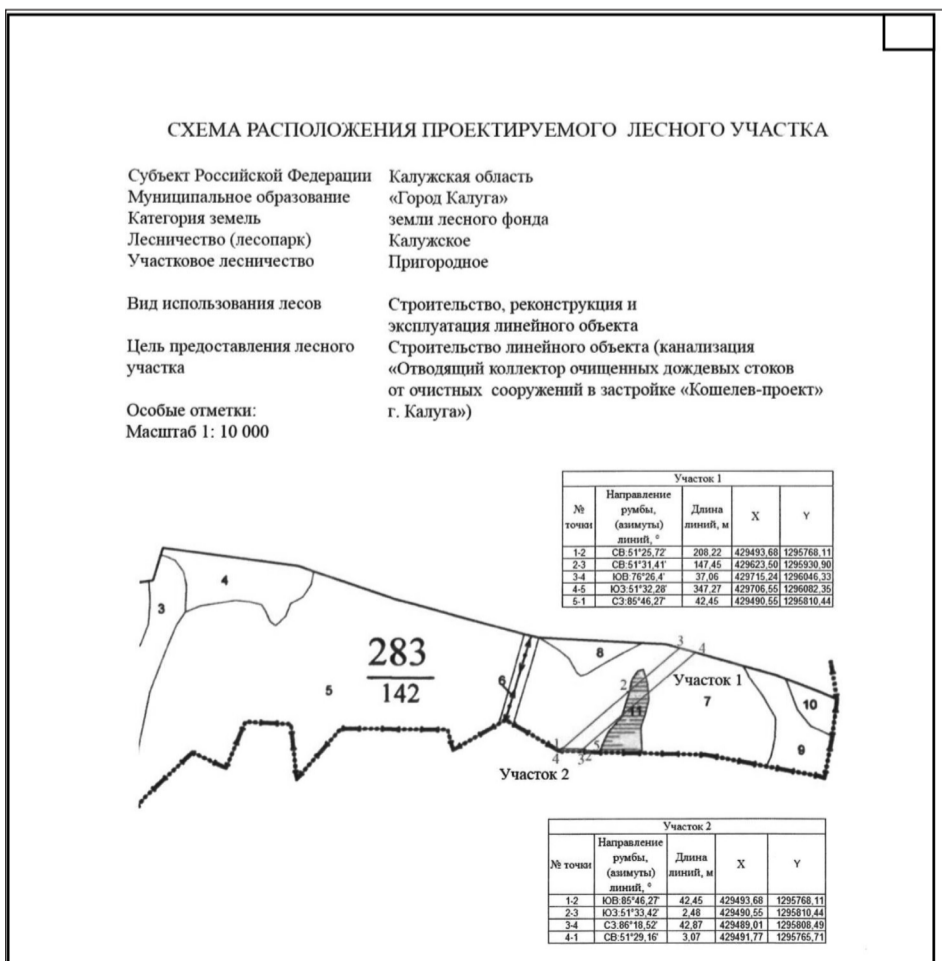 СХЕМА РАСПОЛОЖЕНИЯ ПРОЕКТИРУЕМОГО ЛЕСНОГО УЧАСТКА
Субъект Российской Федерации Калужская область
Муниципальное образование «Город Калуга»
Категория земель земли лесного фонда
Лесничество (лесопарк) Калужское
Участковое лесничество Пригородное
Вид использования лесов Строительство, реконструкция и
эксплуатация линейного объекта
Цель предоставления лесного Строительство линейного объекта (канализация
участка «Отводящий коллектор очищенных дождевых стоков
от очистных сооружений в застройке «Кошелев-проект»
Особые отметки: г. Калуга»)
Масштаб 1: 10 000
Участок 1
№ точки Направление румбы, (азимуты) линий, ° Длина линий, м X Y
1-2 СВ:51°25,72' 208,22 429493,68 1295768,11
2-3 СВ:51°31,41' 147,45 429623,50 1295930,90
3-4 ЮВ:76°26,4' 37,06 429715,24 1296046,33
4-5 ЮЗ:51°32,28' 347,27 429706,55 1296082,35
5-1 СЗ:85°46,27' 42,45 429490,55 1295810,44
4
3
283
142
5
6
8
3
4
2
Участок 1
7
10
11
9
1
5
4
3
2
Участок 2
Участок 2
№ точки Направление румбы, (азимуты) линий, ° Длина линий, м X Y
1-2 ЮВ:85°46,27' 42,45 429493,68 1295768,11
2-3 ЮЗ:51°33,42' 2,48 429490,55 1295810,44
3-4 СЗ:86°18,52' 42,87 429489,01 1295808,49
4-1 СВ:51°29,16' 3,07 429491,77 1295765,71